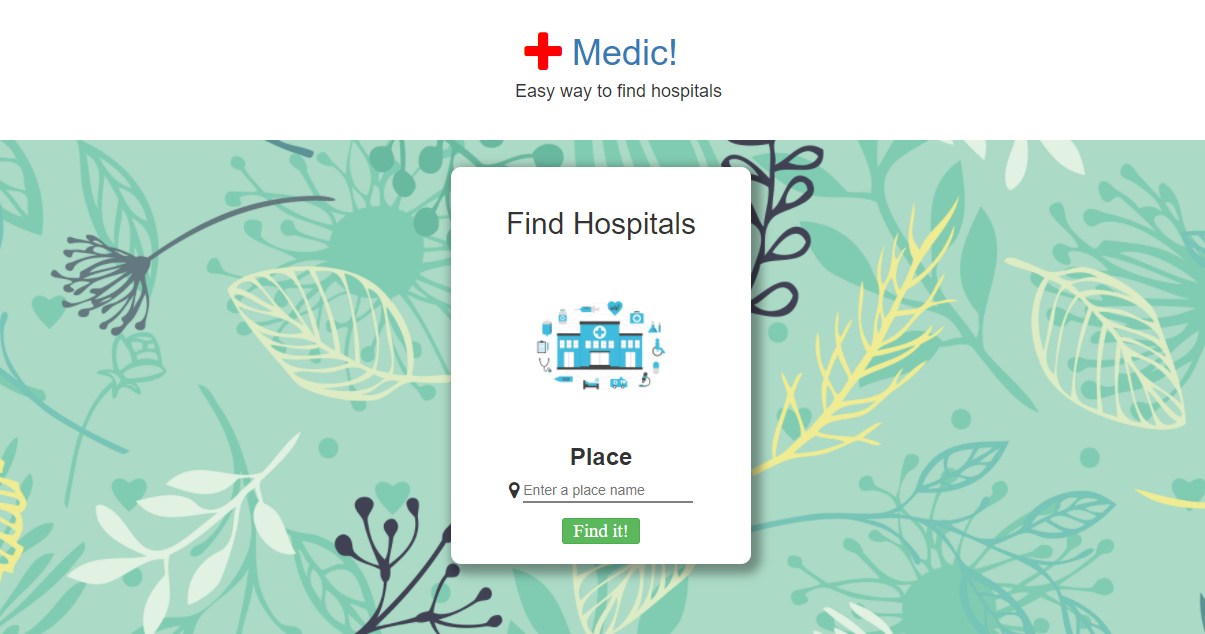 Medic!
Easy way to find hospitals
Find Hospitals
Place
Enter a place name
Find it!